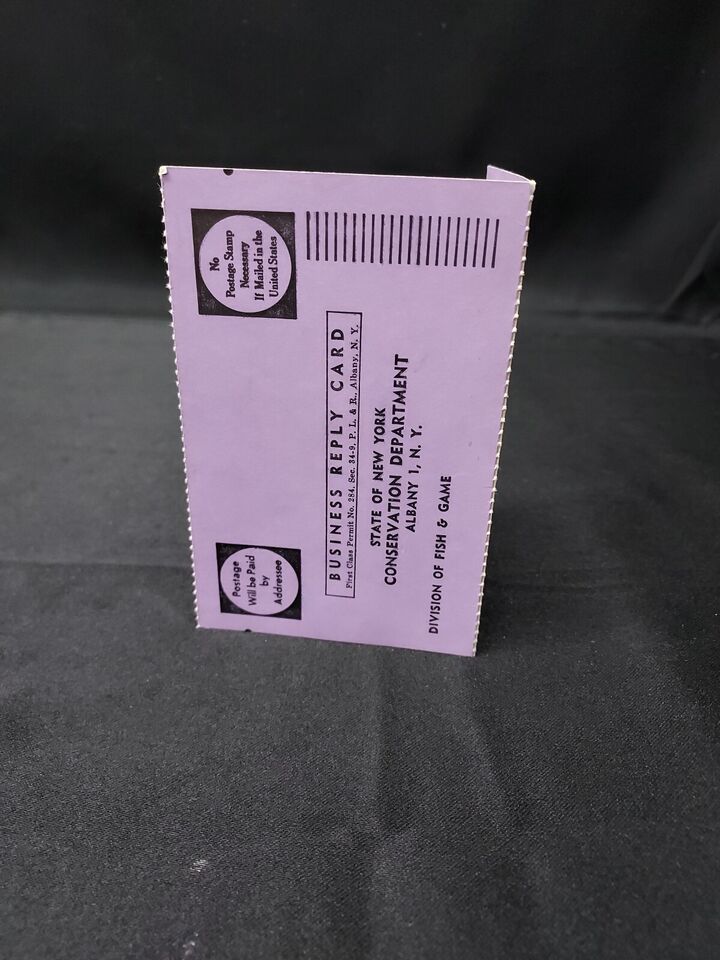 No
Postage Stamp
Necessary
If Mailed in the
United States
Postage
Will be Paid
by
Addressee
BUSINESS REPLY CARD
First Class Permit No. 284, Sec. 34-9, P. L. & R., Albany, N. Y.
STATE OF NEW YORK
CONSERVATION DEPARTMENT
ALBANY 1, N. Y.
DIVISION OF FISH & GAME